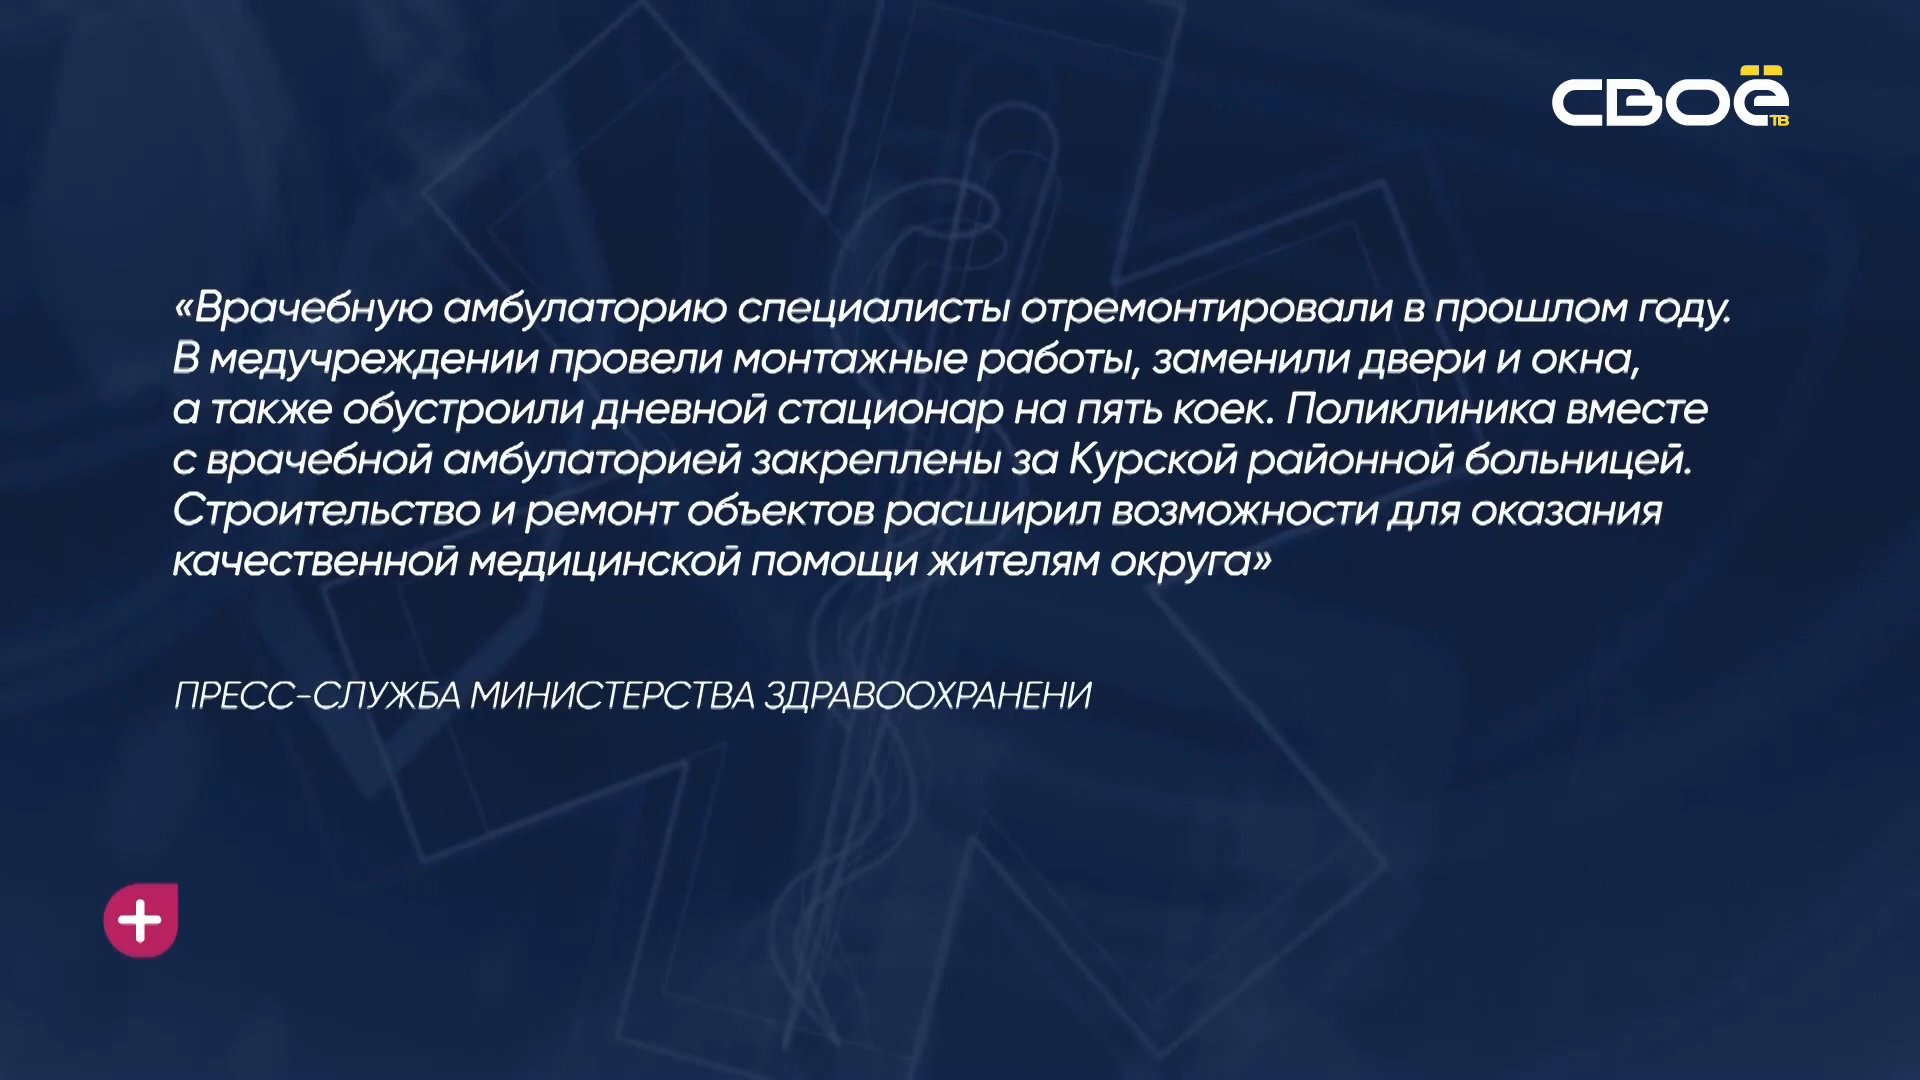 СВОЁ
ТВ
«Врачебную амбулаторию специалисты отремонтировали в прошлом году.
В медучреждении провели монтажные работы, заменили двери и окна,
а также обустроили дневной стационар на пять коек. Поликлиника вместе
с врачебной амбулаторией закреплены за Курской районной больницей.
Строительство и ремонт объектов расширил возможности для оказания
качественной медицинской помощи жителям округа»
ПРЕСС-СЛУЖБА МИНИСТЕРСТВА ЗДРАВООХРАНЕНИ